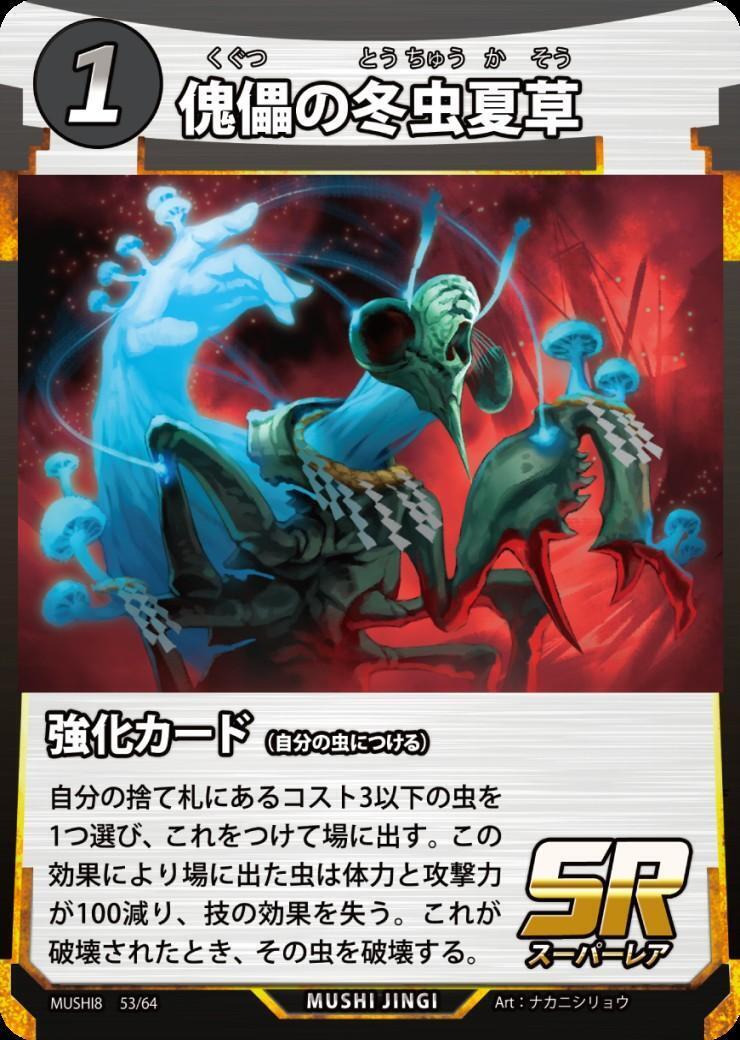 1
くぐつ とうちゅうかそう
傀儡の冬虫夏草
強化カード (自分の虫につける)
自分の捨て札にあるコスト3以下の虫を
1つ選び、これをつけて場に出す。この
効果により場に出た虫は体力と攻撃力
が100減り、技の効果を失う。これが
破壊されたとき、その虫を破壊する。
SR
スーパーレア
MUSHI8 53/64 MUSHI JINGI Art：ナカニシリョウ